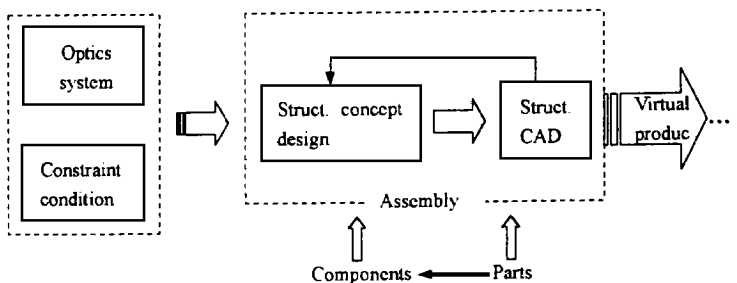 Optics
system
Constraint
condition
Struct. concept
design
Struct.
CAD
Virtual
produc
...
Assembly
Components
Parts